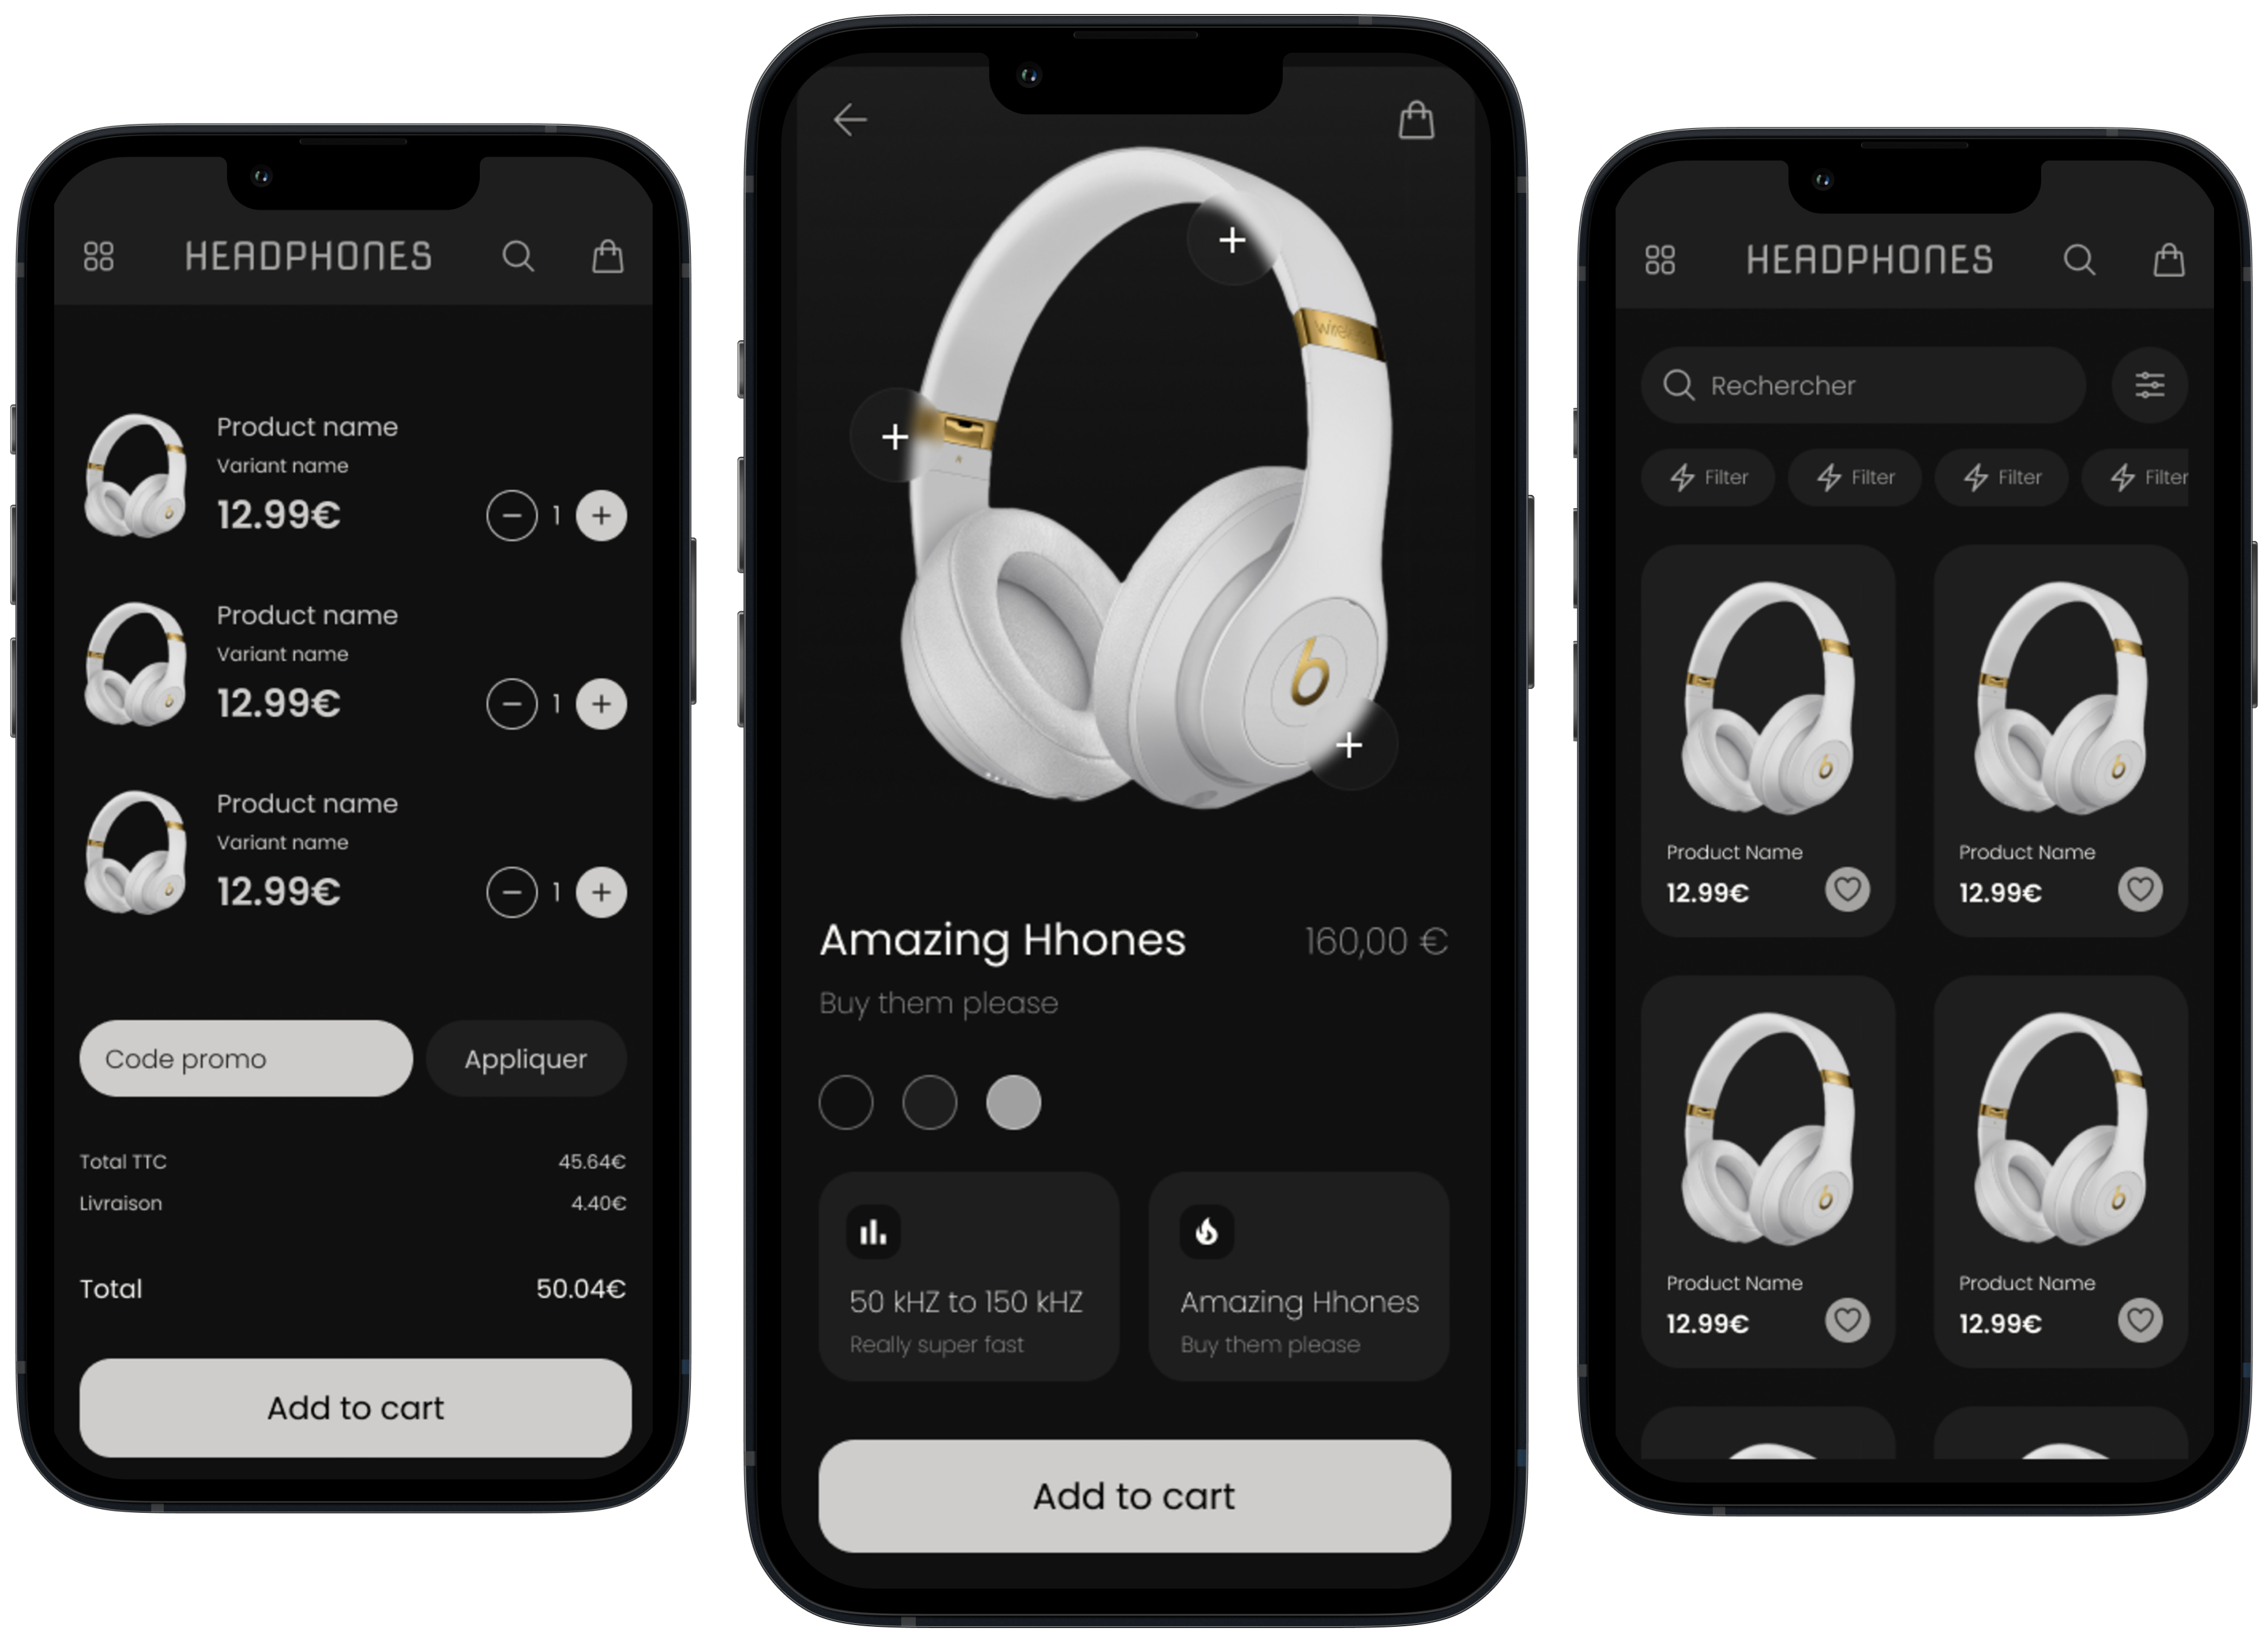 HEADPHONES
Product name
Variant name
12.99€
1
Product name
Variant name
12.99€
1
Product name
Variant name
12.99€
1
Code promo
Appliquer
Total TTC 45.64€
Livraison 4.40€
Total 50.04€
Add to cart
b
Amazing Hhones 160,00 €
Buy them please
50 kHZ to 150 kHZ
Really super fast
Amazing Hhones
Buy them please
Add to cart
HEADPHONES
Rechercher
Filter Filter Filter Filter
Product Name
12.99€
Product Name
12.99€
Product Name
12.99€
Product Name
12.99€